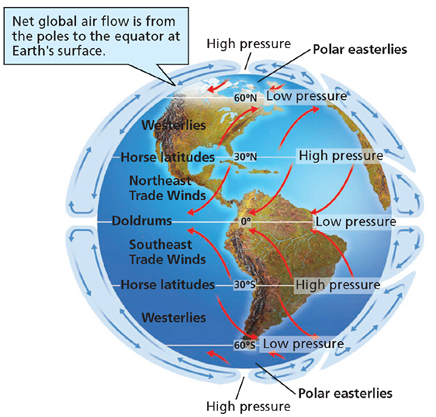 Net global air flow is from
the poles to the equator at
Earth's surface.
High pressure
Polar easterlies
60°N Low pressure
Westerlies
Horse latitudes 30°N High pressure
Northeast
Trade Winds
Doldrums 0° Low pressure
Southeast
Trade Winds
Horse latitudes 30°S High pressure
Westerlies
60°S Low pressure
Polar easterlies
High pressure